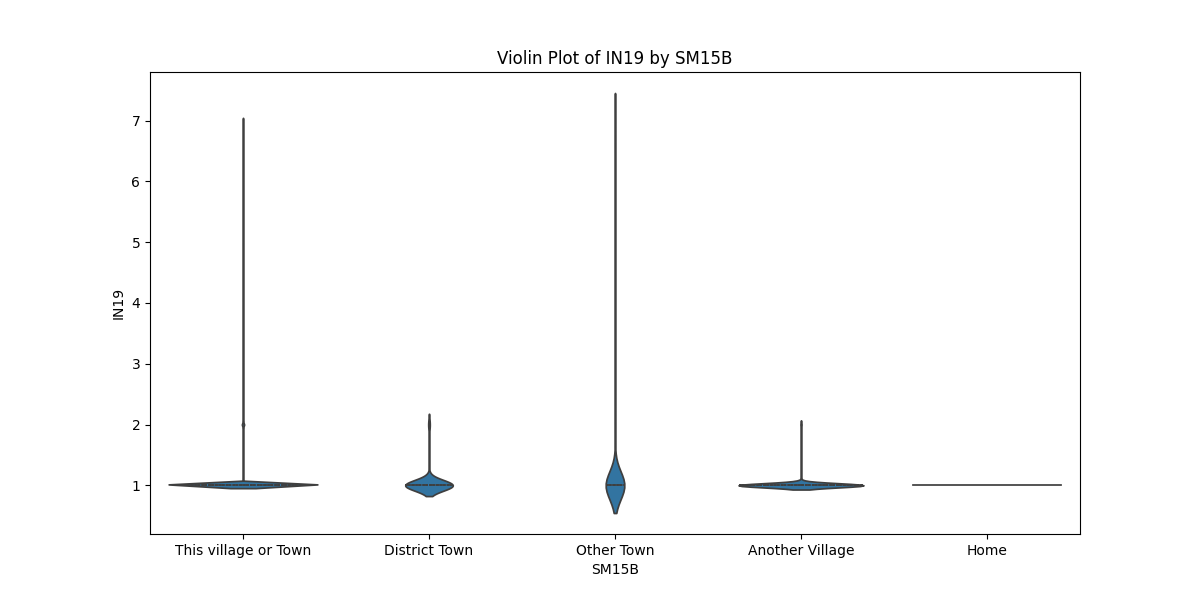 Violin Plot of IN19 by SM15B
IN19
7
6
5
4
3
2
1
This village or Town
District Town
Other Town
Another Village
Home
SM15B